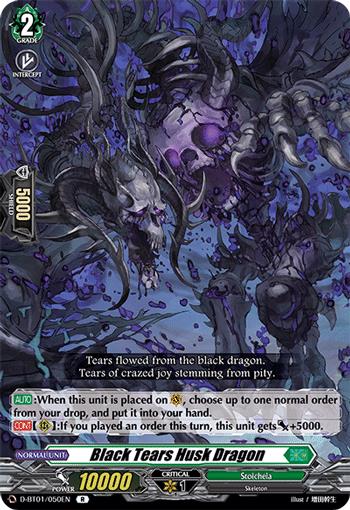 2
GRADE
INTERCEPT
5000
SHIELD
Tears flowed from the black dragon.
Tears of crazed joy stemming from pity.
AUTO:When this unit is placed on Ⓢ, choose up to one normal order
from your drop, and put it into your hand.
CONT Ⓡ:If you played an order this turn, this unit gets +5000.
NORMAL UNIT
Black Tears Husk Dragon
POWER 10000
CRITICAL
1
Stoicheia
Skeleton
D-BT01/050EN R
Illust / 増田幹生